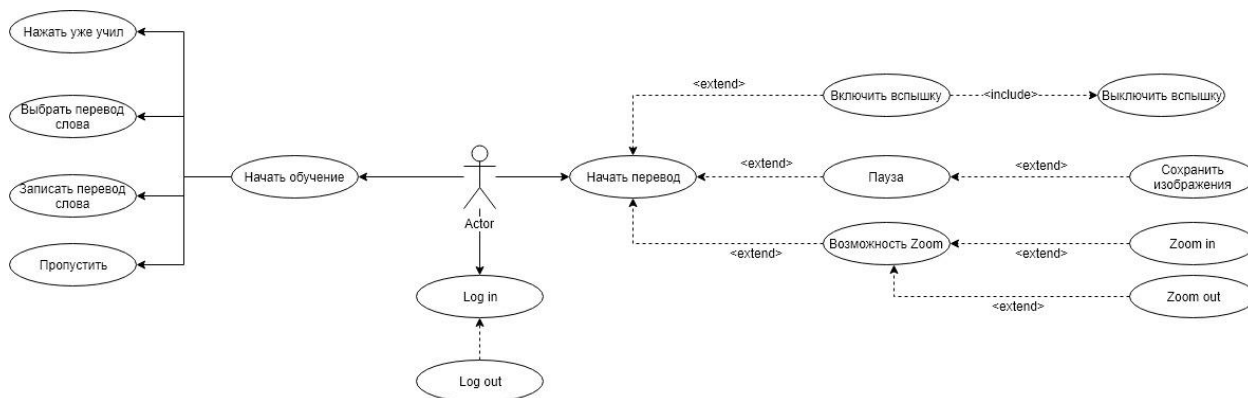 Нажать уже учил
Выбрать перевод
слова
Записать перевод
слова
Пропустить
Начать обучение
Actor
Log in
Log out
Начать перевод
<extend>
Включить вспышку
<include>
Выключить вспышку
<extend>
Пауза
<extend>
Сохранить
изображения
<extend>
Возможность Zoom
<extend>
Zoom in
<extend>
Zoom out